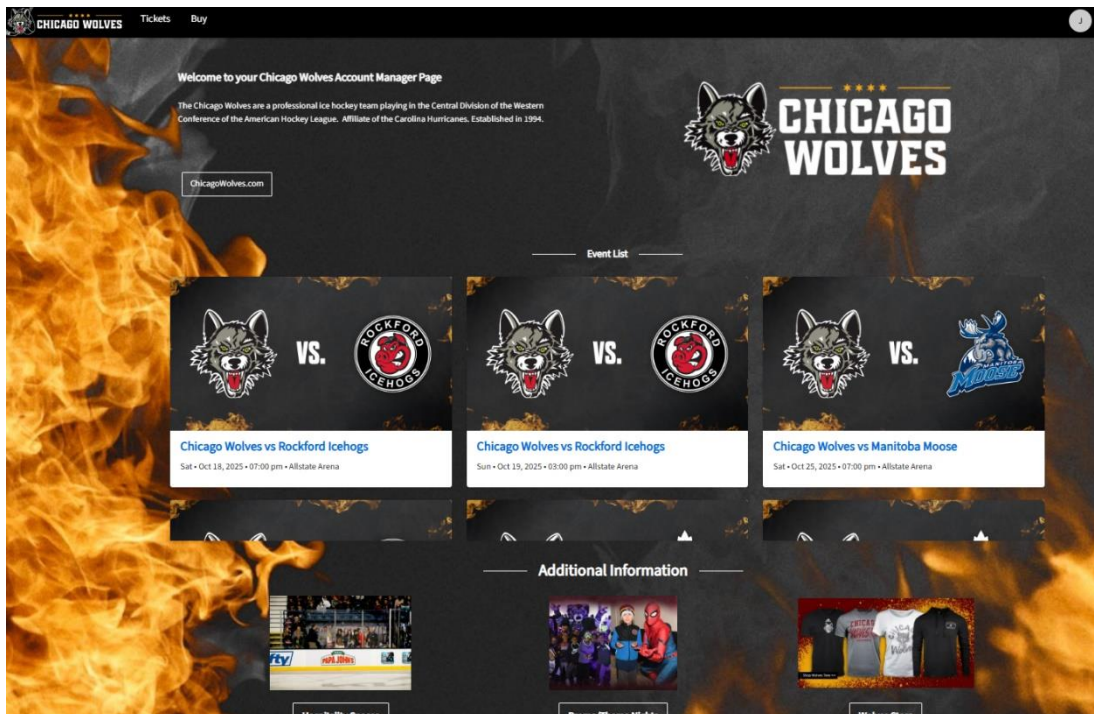 CHICAGO WOLVES
Tickets
Buy
J
Welcome to your Chicago Wolves Account Manager Page
The Chicago Wolves are a professional ice hockey team playing in the Central Division of the Western
Conference of the American Hockey League. Affiliate of the Carolina Hurricanes. Established in 1994.
ChicagoWolves.com
CHICAGO
WOLVES
Event List
VS.
ROCKFORD
ICEHOGS
VS.
ROCKFORD
ICEHOGS
VS.
MANITOBA
MOOSE
Chicago Wolves vs Rockford Icehogs
Sat • Oct 18, 2025 • 07:00 pm • Allstate Arena
Chicago Wolves vs Rockford Icehogs
Sun • Oct 19, 2025 • 03:00 pm • Allstate Arena
Chicago Wolves vs Manitoba Moose
Sat • Oct 25, 2025 • 07:00 pm • Allstate Arena
Additional Information
PAPA JOHNS